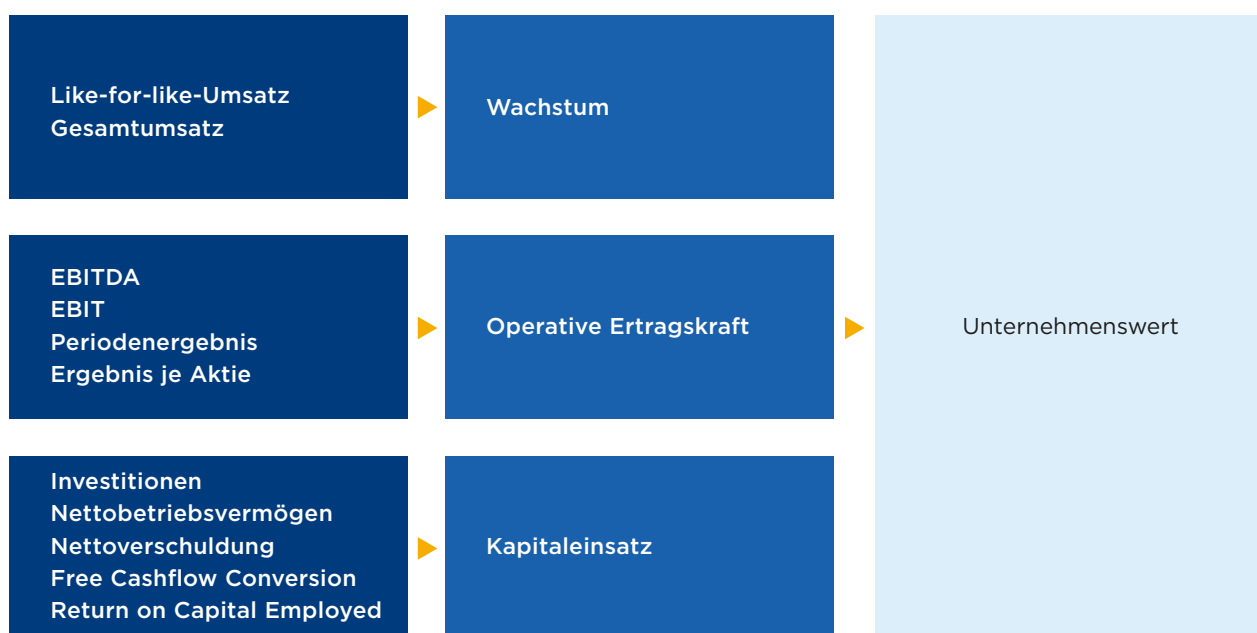 Like-for-like-Umsatz
Gesamtumsatz
Wachstum
EBITDA
EBIT
Periodenergebnis
Ergebnis je Aktie
Operative Ertragskraft
Unternehmenswert
Investitionen
Nettobetriebsvermögen
Nettoverschuldung
Free Cashflow Conversion
Return on Capital Employed
Kapitaleinsatz